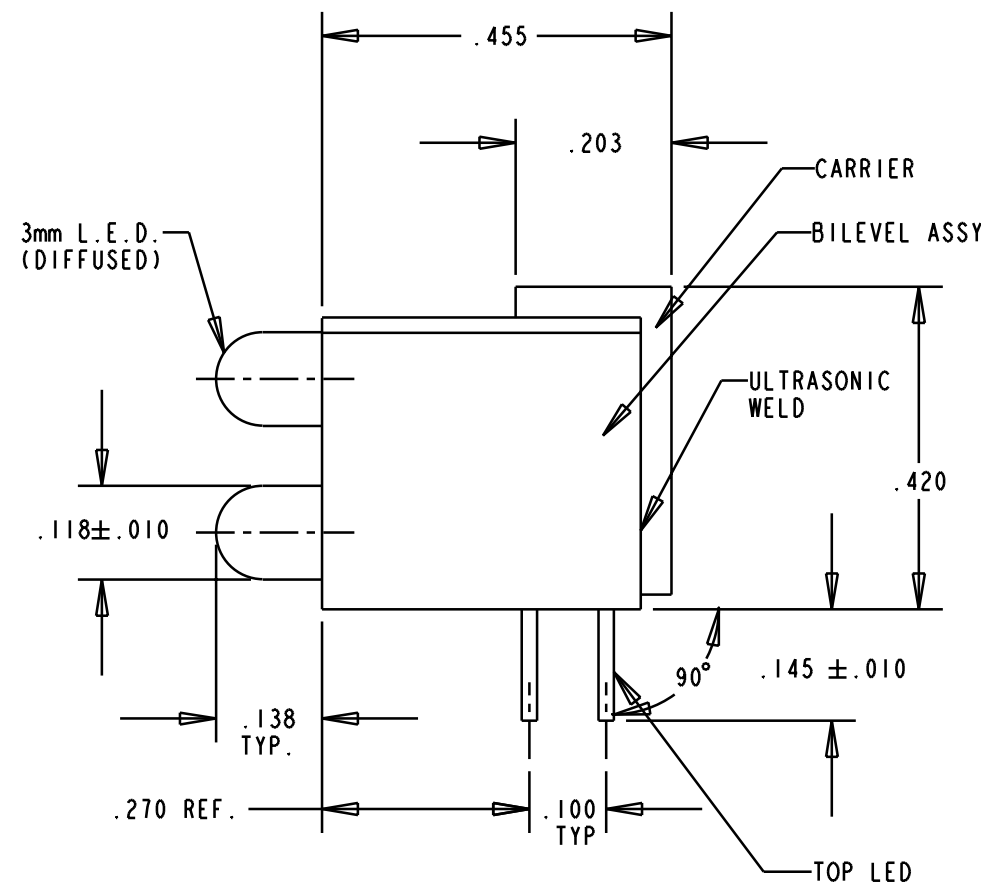 .455
.203
CARRIER
3mm L.E.D.
(DIFFUSED)
BILEVEL ASSY
ULTRASONIC
WELD
.420
.118±.010
90°
.145 ±.010
.138
TYP.
.270 REF.
.100
TYP
TOP LED